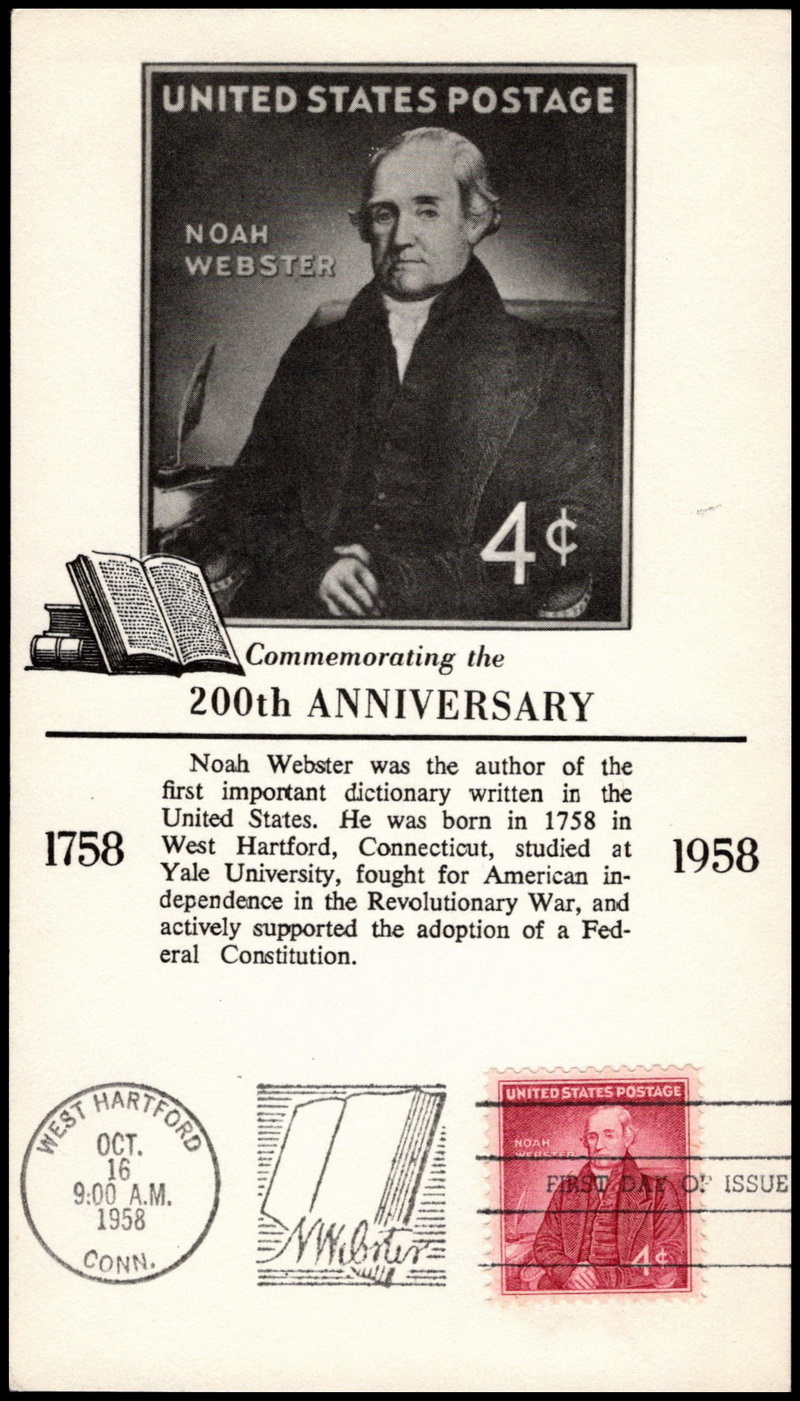 UNITED STATES POSTAGE
NOAH
WEBSTER
4¢
Commemorating the
200th ANNIVERSARY
1758
Noah Webster was the author of the
first important dictionary written in the
United States. He was born in 1758 in
West Hartford, Connecticut, studied at
Yale University, fought for American in-
dependence in the Revolutionary War, and
actively supported the adoption of a Fed-
eral Constitution.
1958
WEST HARTFORD
OCT.
16
9:00 A.M.
1958
CONN.
N Webster
UNITED STATES POSTAGE
NOAH
WEBSTER
FIRST DAY OF ISSUE
4¢